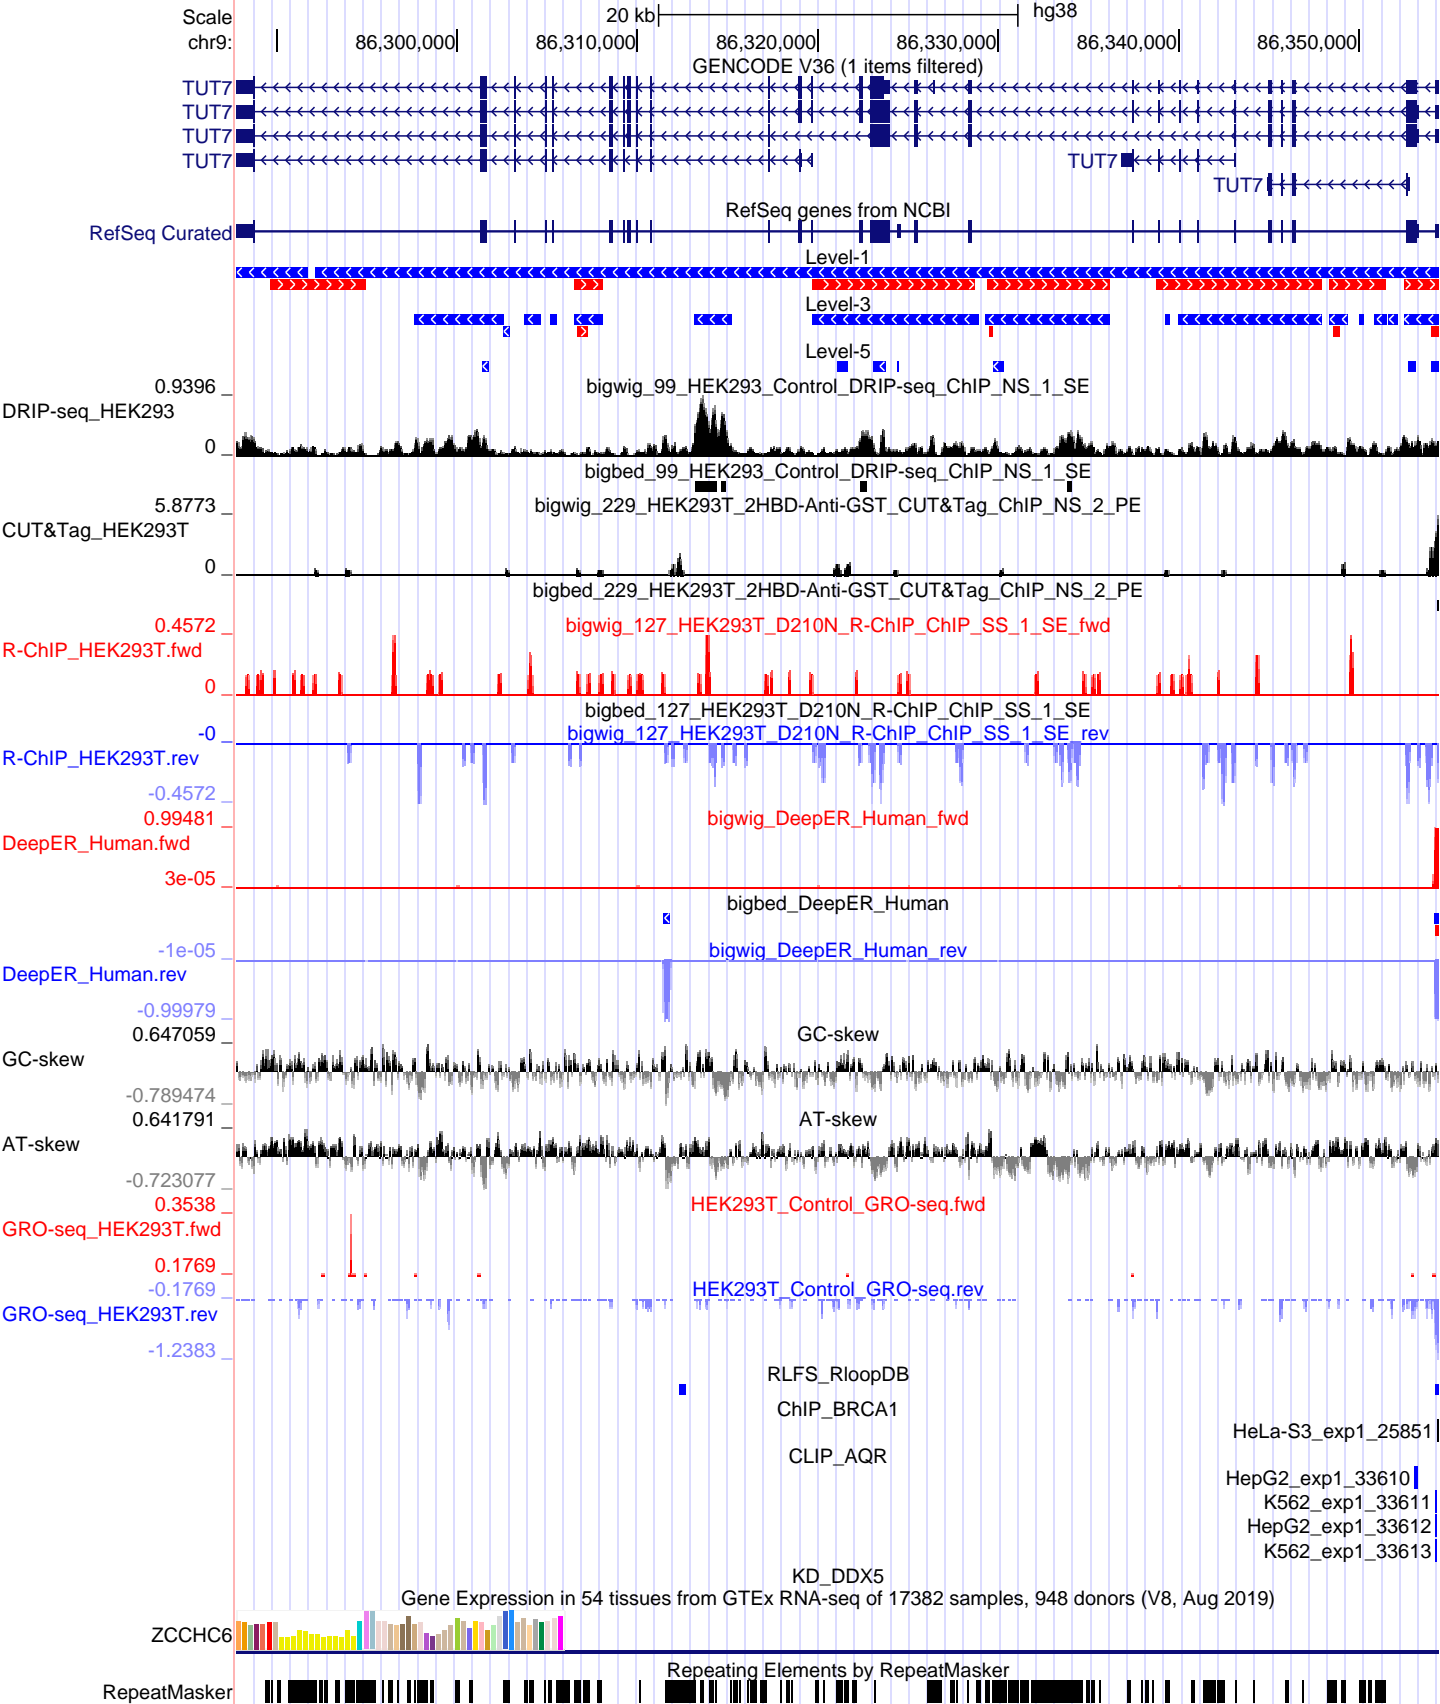 Scale 20 kb hg38
chr9: 86,300,000 86,310,000 86,320,000 86,330,000 86,340,000 86,350,000
GENCODE V36 (1 items filtered)
TUT7
TUT7
TUT7
TUT7 TUT7
TUT7
RefSeq genes from NCBI
RefSeq Curated
Level-1
Level-3
Level-5
0.9396 bigwig_99_HEK293_Control_DRIP-seq_ChIP_NS_1_SE
DRIP-seq_HEK293
0
bigbed_99_HEK293_Control_DRIP-seq_ChIP_NS_1_SE
5.8773 bigwig_229_HEK293T_2HBD-Anti-GST_CUT&Tag_ChIP_NS_2_PE
CUT&Tag_HEK293T
0
bigbed_229_HEK293T_2HBD-Anti-GST_CUT&Tag_ChIP_NS_2_PE
0.4572 bigwig_127_HEK293T_D210N_R-ChIP_ChIP_SS_1_SE_fwd
R-ChIP_HEK293T.fwd
0
bigbed_127_HEK293T_D210N_R-ChIP_ChIP_SS_1_SE
-0 bigwig_127_HEK293T_D210N_R-ChIP_ChIP_SS_1_SE_rev
R-ChIP_HEK293T.rev
-0.4572
0.99481 bigwig_DeepER_Human_fwd
DeepER_Human.fwd
3e-05
bigbed_DeepER_Human
-1e-05 bigwig_DeepER_Human_rev
DeepER_Human.rev
-0.99979
0.647059 GC-skew
GC-skew
-0.789474
0.641791 AT-skew
AT-skew
-0.723077
0.3538 HEK293T_Control_GRO-seq.fwd
GRO-seq_HEK293T.fwd
0.1769
-0.1769 HEK293T_Control_GRO-seq.rev
GRO-seq_HEK293T.rev
-1.2383
RLFS_RloopDB
ChIP_BRCA1
HeLa-S3_exp1_25851
CLIP_AQR
HepG2_exp1_33610
K562_exp1_33611
HepG2_exp1_33612
K562_exp1_33613
KD_DDX5
Gene Expression in 54 tissues from GTEx RNA-seq of 17382 samples, 948 donors (V8, Aug 2019)
ZCCHC6
Repeating Elements by RepeatMasker
RepeatMasker